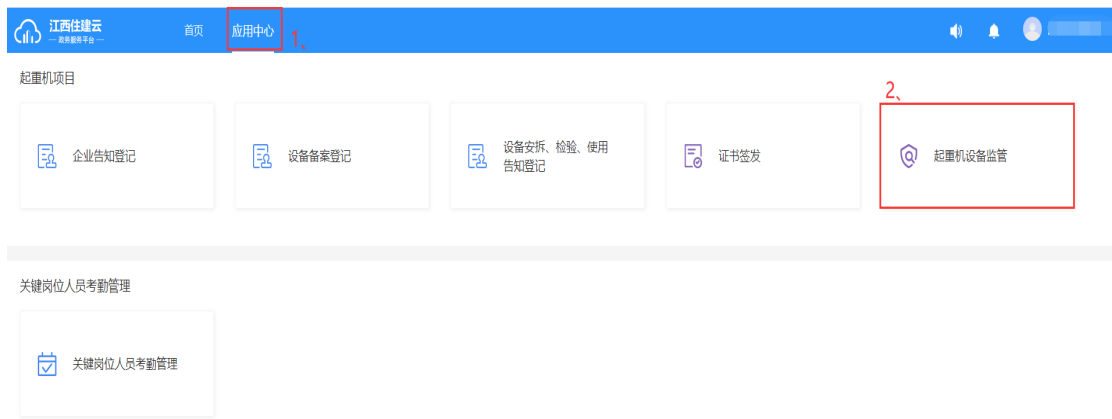 江西住建云
政务服务平台
首页
应用中心
1、
起重机项目
2、
企业告知登记
设备备案登记
设备安拆、检验、使用
告知登记
证书签发
起重机设备监管
关键岗位人员考勤管理
关键岗位人员考勤管理